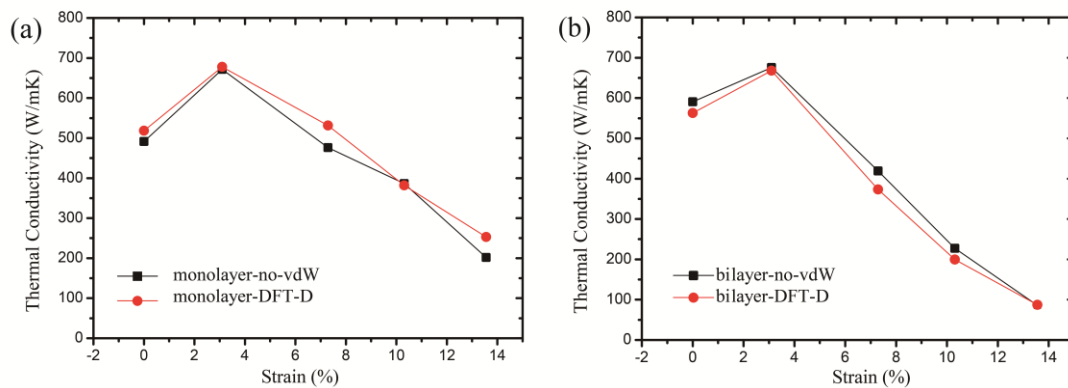 (a)
Thermal Conductivity (W/mK)
800
700
600
500
400
300
200
100
0
-2 0 2 4 6 8 10 12 14
Strain (%)
monolayer-no-vdW
monolayer-DFT-D
(b)
Thermal Conductivity (W/mK)
800
700
600
500
400
300
200
100
0
-2 0 2 4 6 8 10 12 14
Strain (%)
bilayer-no-vdW
bilayer-DFT-D